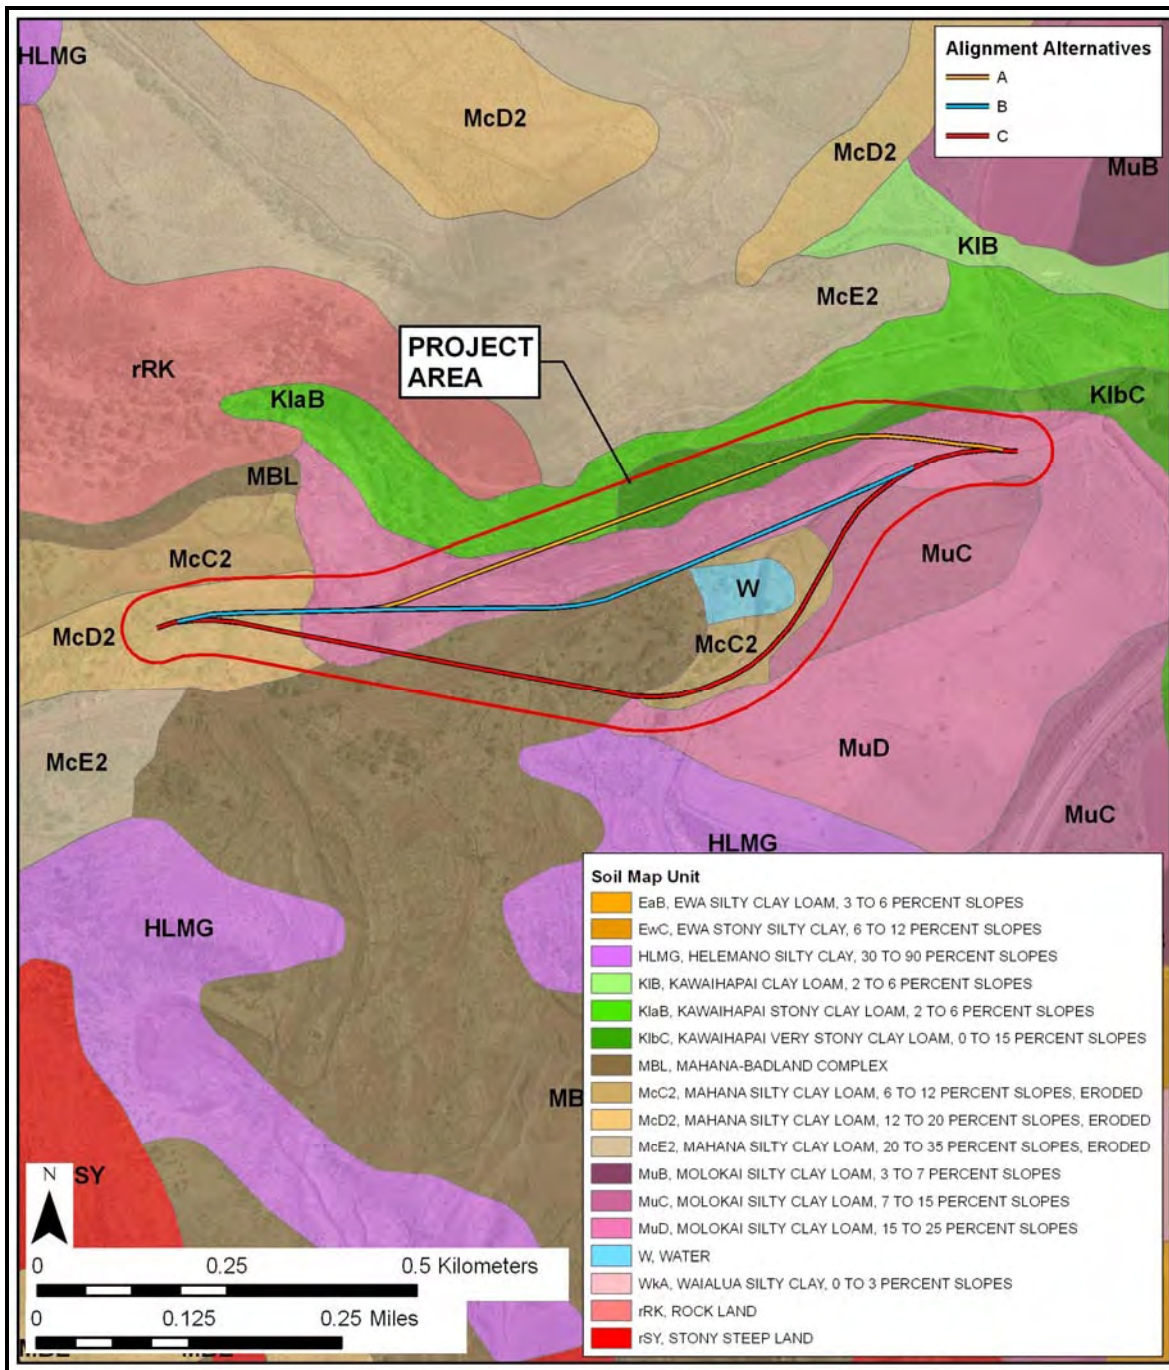 HLMG
Alignment Alternatives
A
B
C
McD2
McD2
MuB
KIB
McE2
PROJECT
AREA
rRK
KlaB
KlbC
MBL
McC2
MuC
W
McD2
McC2
McE2
MuD
MuC
HLMG
HLMG
Soil Map Unit
EaB, EWA SILTY CLAY LOAM, 3 TO 6 PERCENT SLOPES
EwC, EWA STONY SILTY CLAY, 6 TO 12 PERCENT SLOPES
HLMG, HELEMANO SILTY CLAY, 30 TO 90 PERCENT SLOPES
KlB, KAWAIHAPAI CLAY LOAM, 2 TO 6 PERCENT SLOPES
KlaB, KAWAIHAPAI STONY CLAY LOAM, 2 TO 6 PERCENT SLOPES
KlbC, KAWAIHAPAI VERY STONY CLAY LOAM, 0 TO 15 PERCENT SLOPES
MBL, MAHANA-BADLAND COMPLEX
McC2, MAHANA SILTY CLAY LOAM, 6 TO 12 PERCENT SLOPES, ERODED
McD2, MAHANA SILTY CLAY LOAM, 12 TO 20 PERCENT SLOPES, ERODED
McE2, MAHANA SILTY CLAY LOAM, 20 TO 35 PERCENT SLOPES, ERODED
MuB, MOLOKAI SILTY CLAY LOAM, 3 TO 7 PERCENT SLOPES
MuC, MOLOKAI SILTY CLAY LOAM, 7 TO 15 PERCENT SLOPES
MuD, MOLOKAI SILTY CLAY LOAM, 15 TO 25 PERCENT SLOPES
W, WATER
WkA, WAIALUA SILTY CLAY, 0 TO 3 PERCENT SLOPES
rRK, ROCK LAND
rSY, STONY STEEP LAND
MB
SY
N
0 0.25 0.5 Kilometers
0 0.125 0.25 Miles